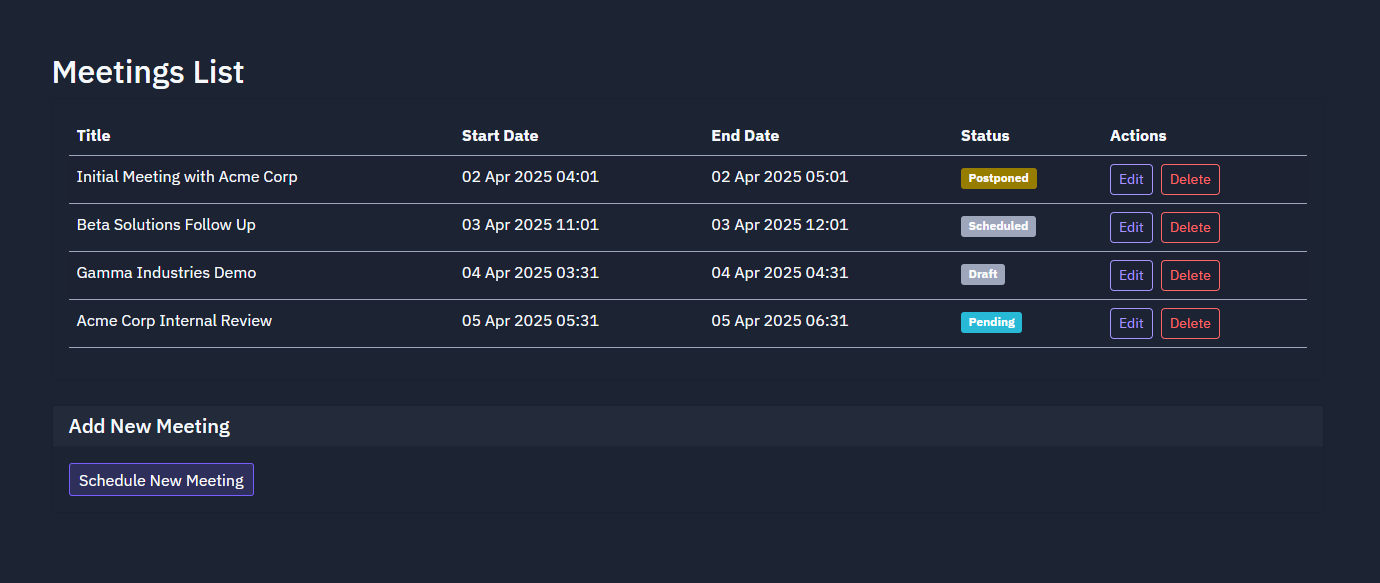 Meetings List
Title Start Date End Date Status Actions
Initial Meeting with Acme Corp 02 Apr 2025 04:01 02 Apr 2025 05:01 Postponed Edit Delete
Beta Solutions Follow Up 03 Apr 2025 11:01 03 Apr 2025 12:01 Scheduled Edit Delete
Gamma Industries Demo 04 Apr 2025 03:31 04 Apr 2025 04:31 Draft Edit Delete
Acme Corp Internal Review 05 Apr 2025 05:31 05 Apr 2025 06:31 Pending Edit Delete
Add New Meeting
Schedule New Meeting